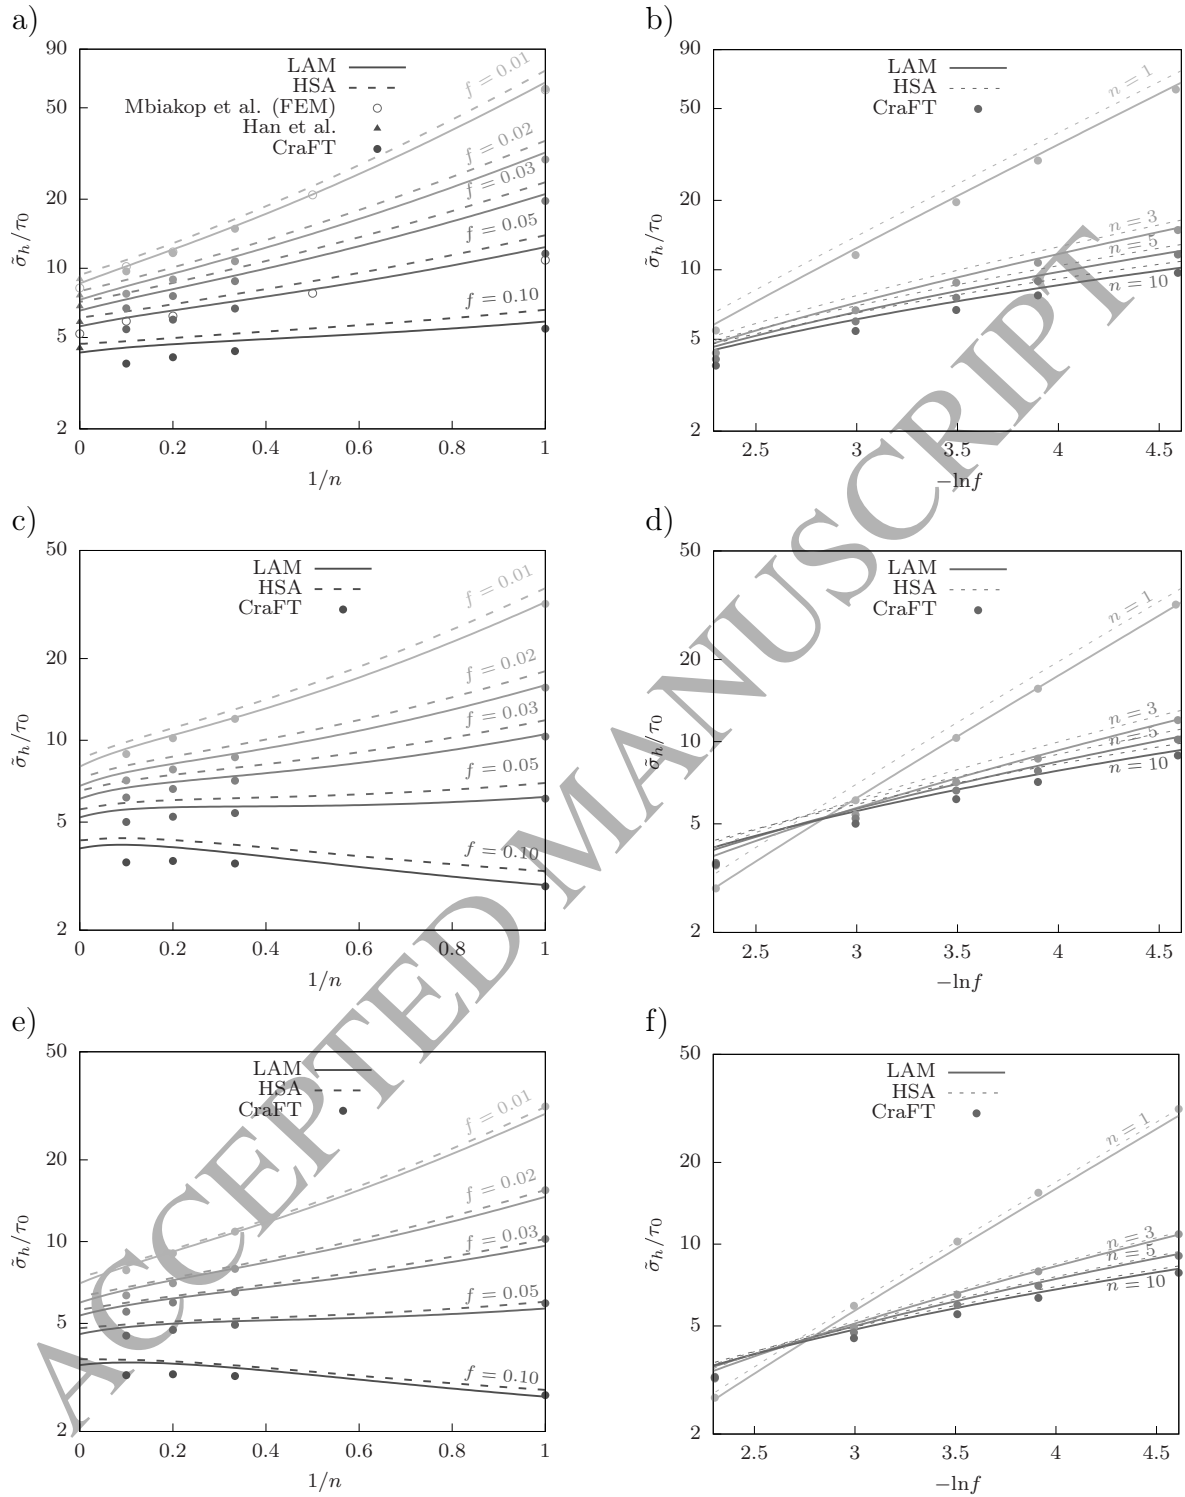 a)
90
50
20
10
5
2
σ̃h/τ0
LAM
HSA
Mbiakop et al. (FEM)
Han et al.
CraFT
f = 0.01
f = 0.02
f = 0.03
f = 0.05
f = 0.10
0 0.2 0.4 0.6 0.8 1
1/n
b)
90
50
20
10
5
2
σ̃h/τ0
LAM
HSA
CraFT
n = 1
n = 3
n = 5
n = 10
2.5 3 3.5 4 4.5
−lnf
c)
50
20
10
5
2
σ̃h/τ0
LAM
HSA
CraFT
f = 0.01
f = 0.02
f = 0.03
f = 0.05
f = 0.10
0 0.2 0.4 0.6 0.8 1
1/n
d)
50
20
10
5
2
σ̃h/τ0
LAM
HSA
CraFT
n = 1
n = 3
n = 5
n = 10
2.5 3 3.5 4 4.5
−lnf
e)
50
20
10
5
2
σ̃h/τ0
LAM
HSA
CraFT
f = 0.01
f = 0.02
f = 0.03
f = 0.05
f = 0.10
0 0.2 0.4 0.6 0.8 1
1/n
f)
50
20
10
5
2
σ̃h/τ0
LAM
HSA
CraFT
n = 1
n = 3
n = 5
n = 10
2.5 3 3.5 4 4.5
−lnf
ACCEPTED MANUSCRIPT